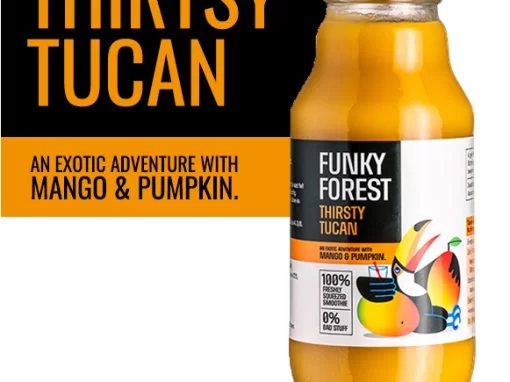 THIRTSY
TUCAN
AN EXOTIC ADVENTURE WITH
MANGO & PUMPKIN.
FUNKY
FOREST
THIRSTY
TUCAN
AN EXOTIC ADVENTURE WITH
MANGO & PUMPKIN.
100%
FRESHLY
SQUEEZED
SMOOTHIE
0%
BAD STUFF